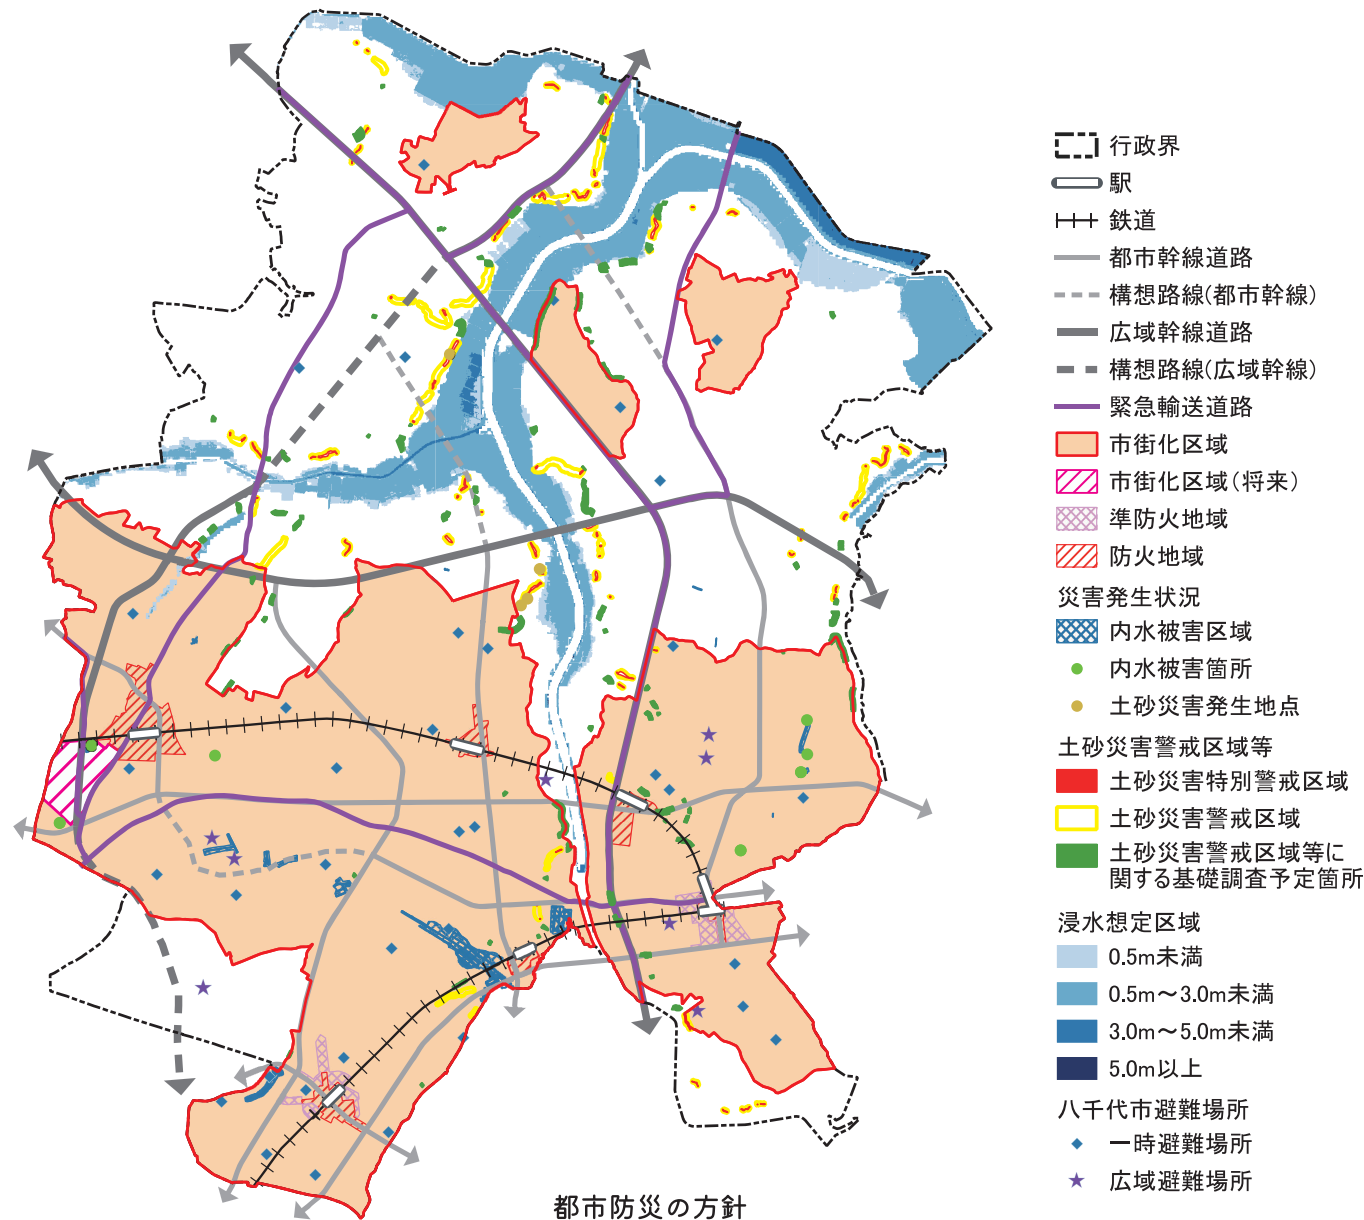 行政界
駅
鉄道
都市幹線道路
構想路線(都市幹線)
広域幹線道路
構想路線(広域幹線)
緊急輸送道路
市街化区域
市街化区域(将来)
準防火地域
防火地域
災害発生状況
内水被害区域
内水被害箇所
土砂災害発生地点
土砂災害警戒区域等
土砂災害特別警戒区域
土砂災害警戒区域
土砂災害警戒区域等に
関する基礎調査予定箇所
浸水想定区域
0.5m未満
0.5m～3.0m未満
3.0m～5.0m未満
5.0m以上
八千代市避難場所
一時避難場所
広域避難場所
都市防災の方針